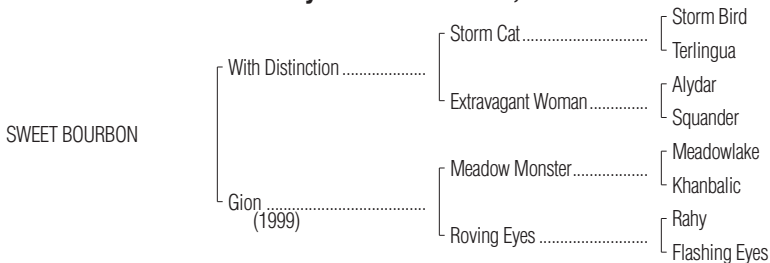 Storm Bird
Storm Cat
Terlingua
With Distinction
Alydar
Extravagant Woman
Squander
SWEET BOURBON
Meadowlake
Meadow Monster
Khanbalic
Gion
(1999)
Rahy
Roving Eyes
Flashing Eyes